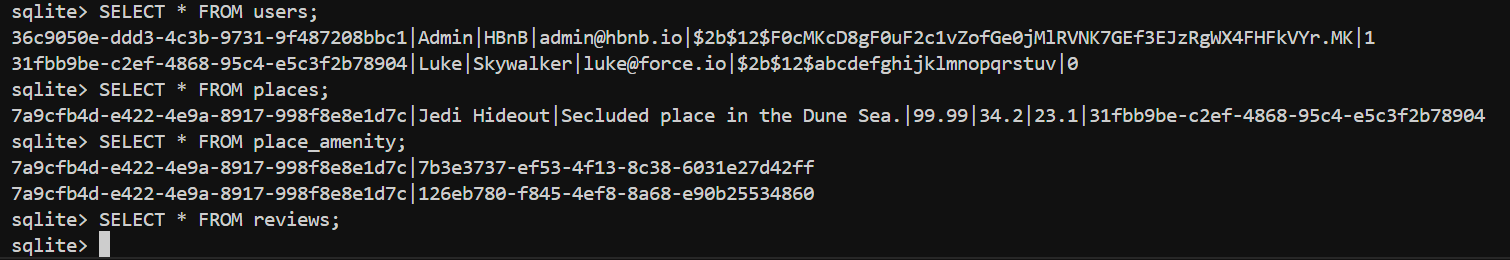 sqlite> SELECT * FROM users;
36c9050e-ddd3-4c3b-9731-9f487208bbc1|Admin|HBnB|admin@hbnb.io|$2b$12$F0cMKcD8gF0uF2c1vZofGe0jMlRVNK7GEf3EJzRgWX4FHFkVYr.MK|1
31fbb9be-c2ef-4868-95c4-e5c3f2b78904|Luke|Skywalker|luke@force.io|$2b$12$abcdefghijklmnopqrstuv|0
sqlite> SELECT * FROM places;
7a9cfb4d-e422-4e9a-8917-998f8e8e1d7c|Jedi Hideout|Secluded place in the Dune Sea.|99.99|34.2|23.1|31fbb9be-c2ef-4868-95c4-e5c3f2b78904
sqlite> SELECT * FROM place_amenity;
7a9cfb4d-e422-4e9a-8917-998f8e8e1d7c|7b3e3737-ef53-4f13-8c38-6031e27d42ff
7a9cfb4d-e422-4e9a-8917-998f8e8e1d7c|126eb780-f845-4ef8-8a68-e90b25534860
sqlite> SELECT * FROM reviews;
sqlite>